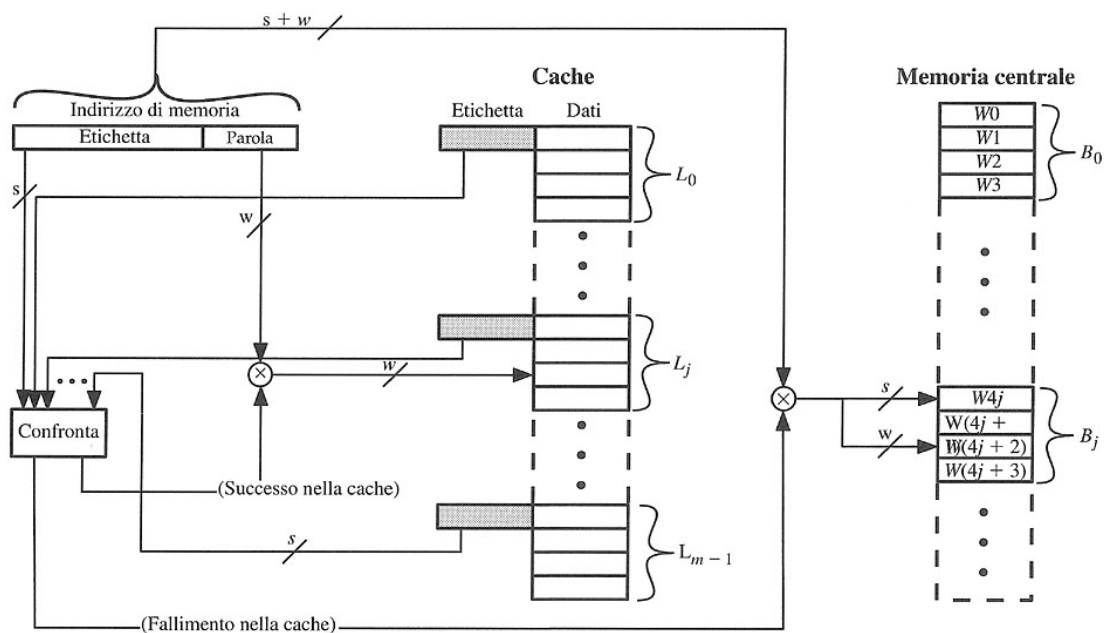 s + w
Cache
Memoria centrale
Indirizzo di memoria
Etichetta
Dati
Etichetta
Parola
W0
W1
W2
W3
B0
L0
s
w
Lj
w
s
W4j
W(4j +
W(4j + 2)
W(4j + 3)
w
Bj
Confronta
(Successo nella cache)
s
Lm – 1
(Fallimento nella cache)